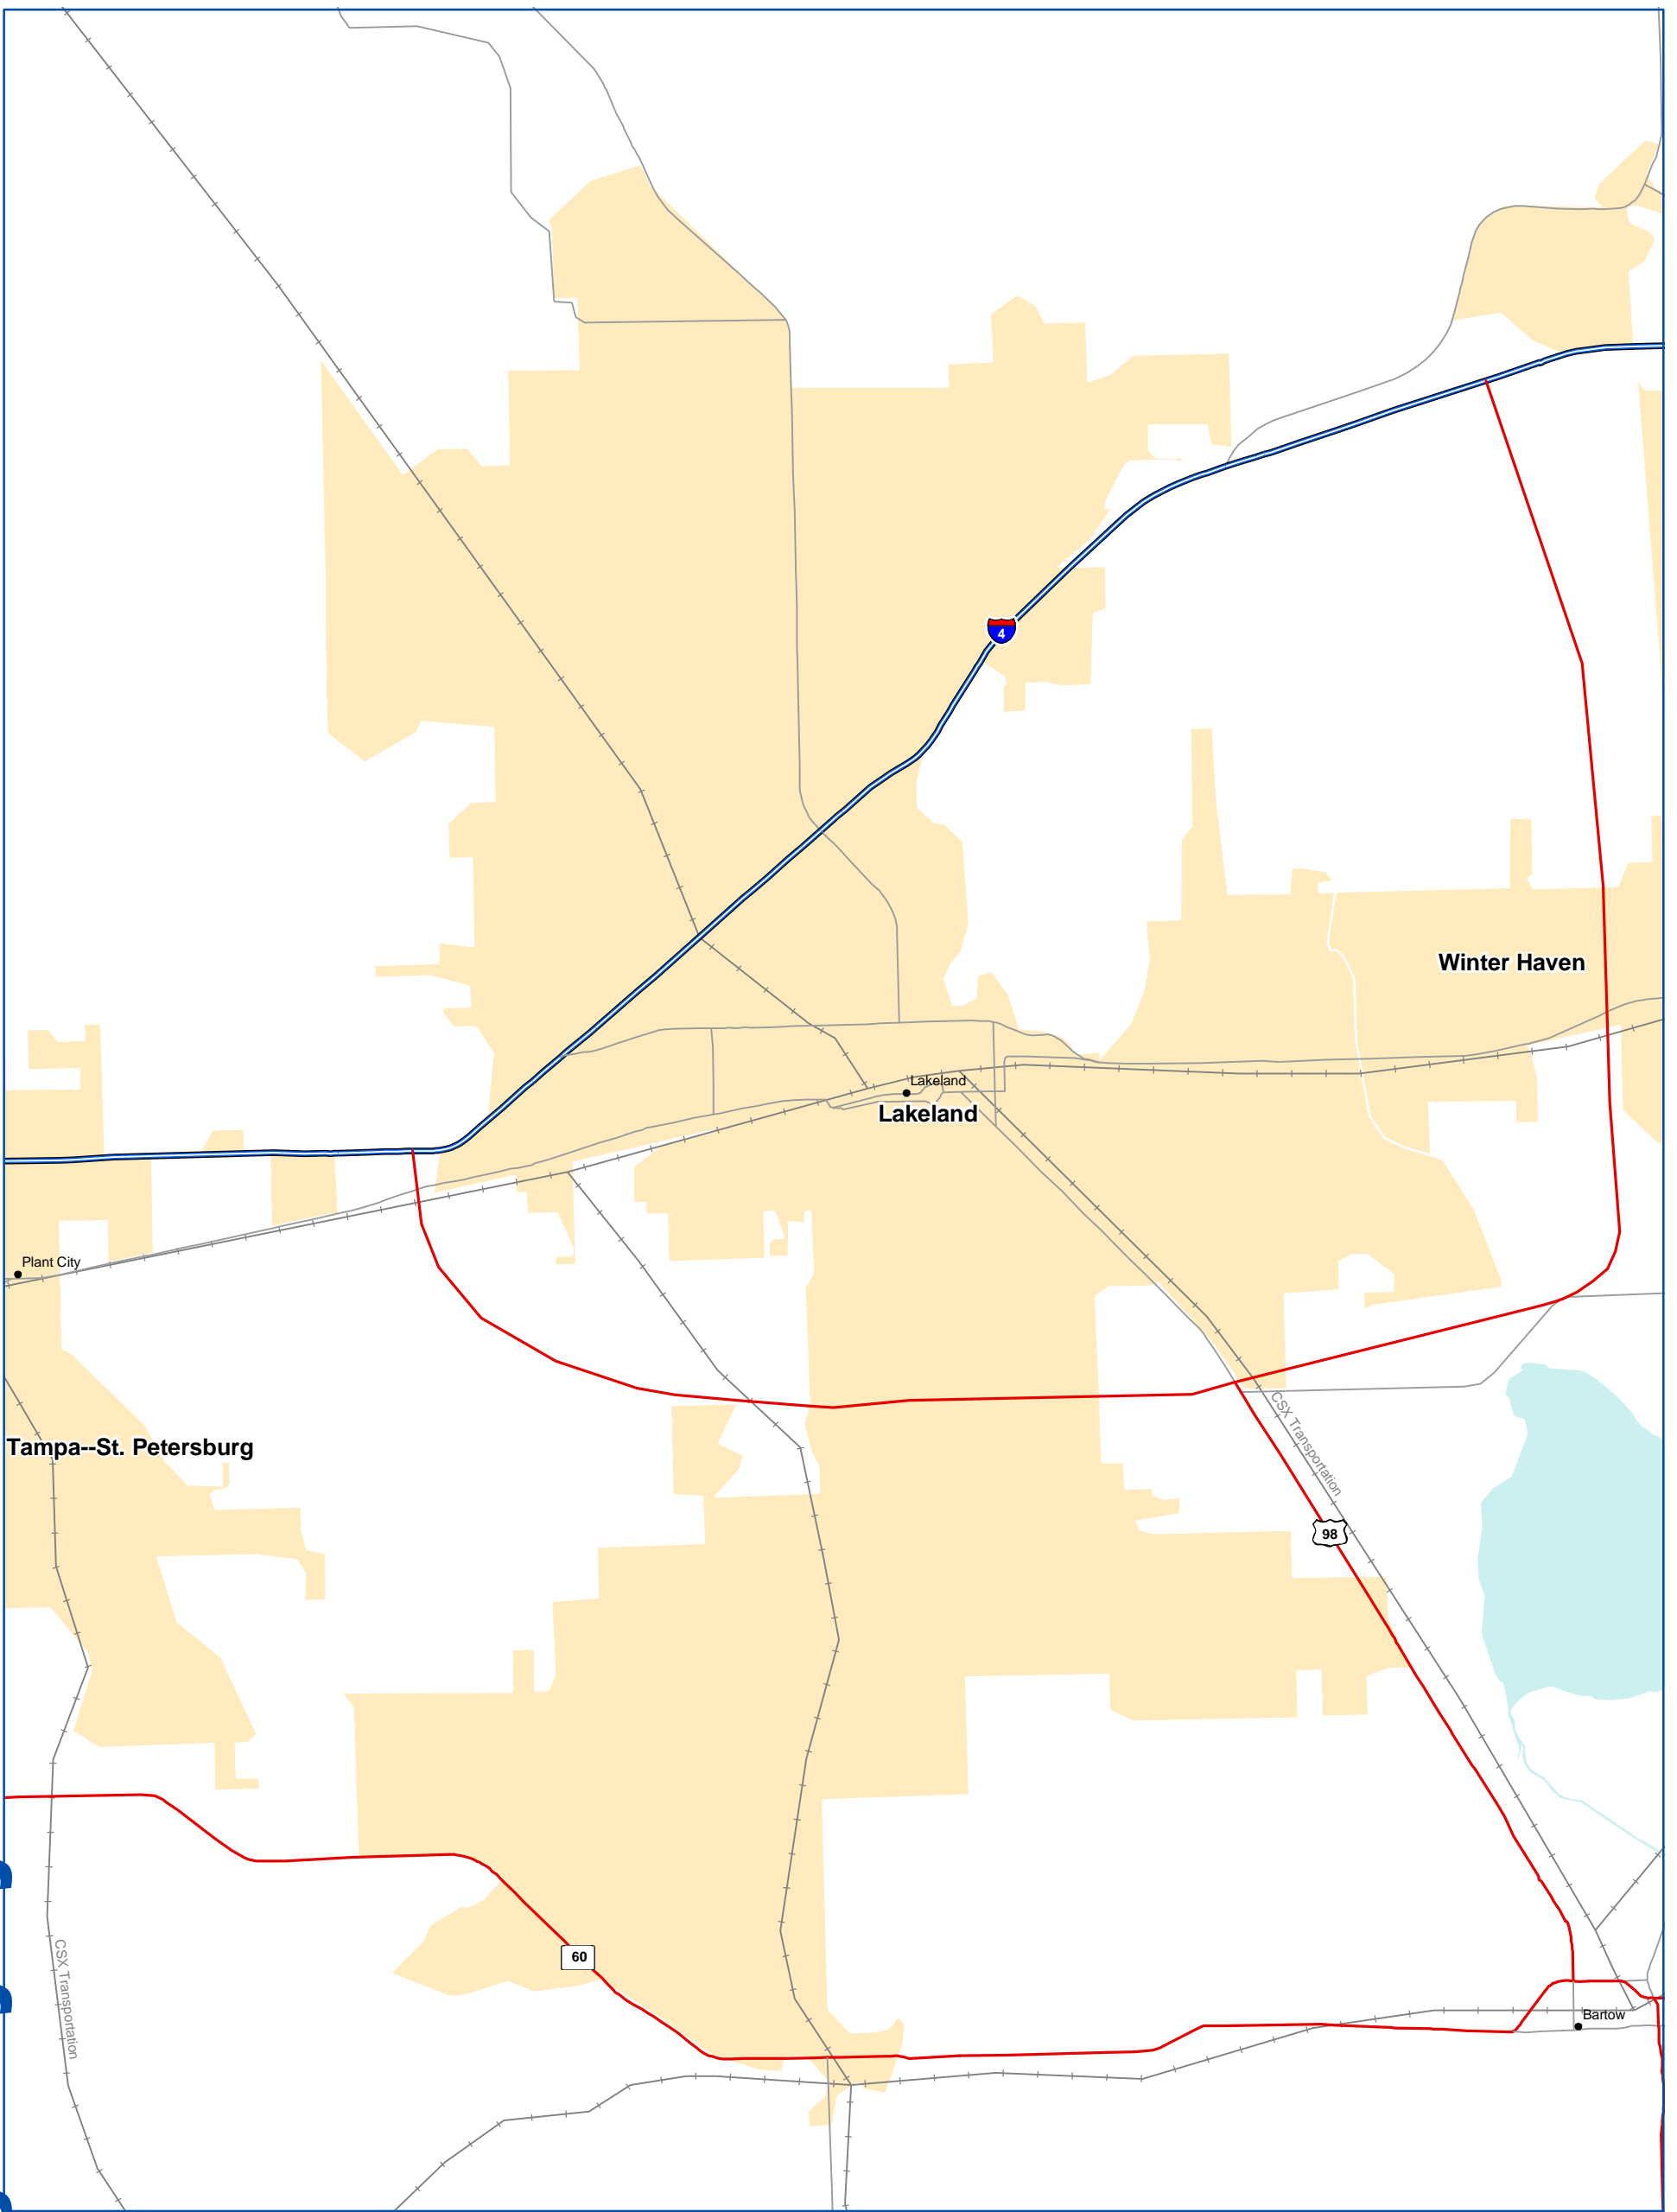 4
Winter Haven
Lakeland
Lakeland
Plant City
CSX Transportation
Tampa--St. Petersburg
98
CSX Transportation
60
Bartow